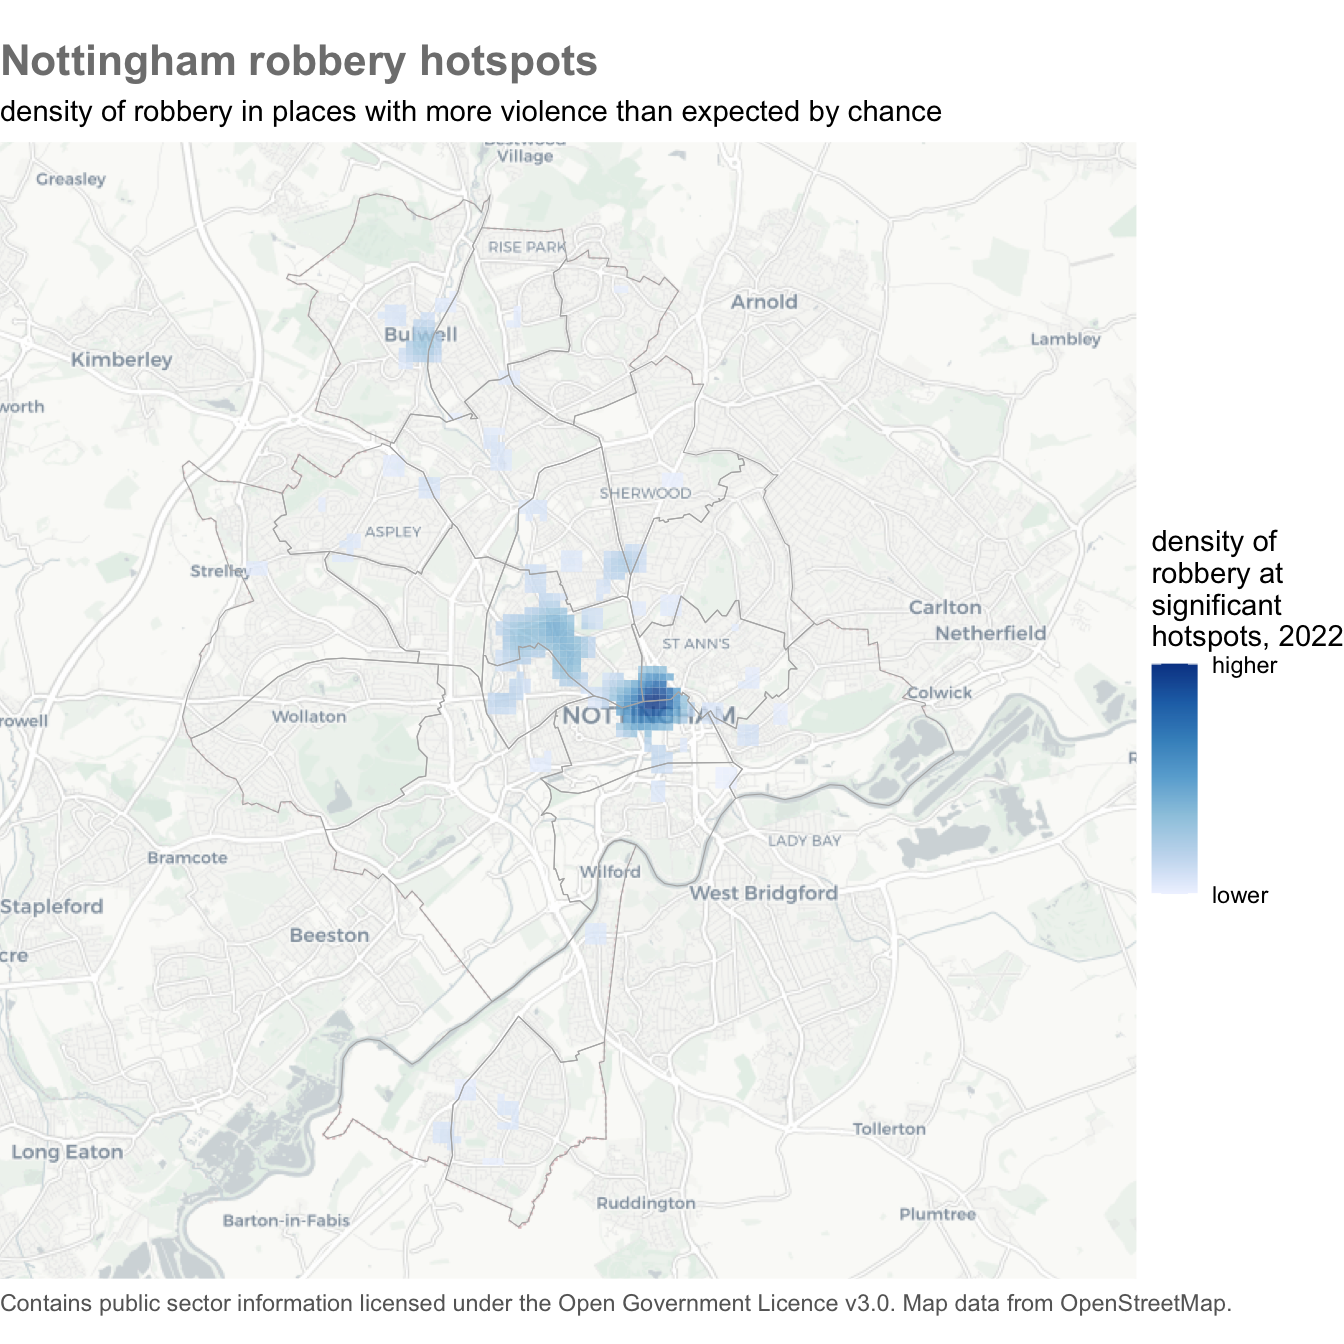 Nottingham robbery hotspots
density of robbery in places with more violence than expected by chance
Village
Greasley
RISE PARK
Arnold
Bulwell
Lambley
Kimberley
worth
SHERWOOD
ASPLEY
Strelley
density of
robbery at
significant
hotspots, 2022
higher
lower
Carlton
Netherfield
ST ANN'S
Colwick
Wollaton
NOTTINGHAM
rowell
R
LADY BAY
Bramcote
Wilford
West Bridgford
Stapleford
Beeston
cre
Tollerton
Long Eaton
Ruddington
Barton-in-Fabis
Plumtree
Contains public sector information licensed under the Open Government Licence v3.0. Map data from OpenStreetMap.